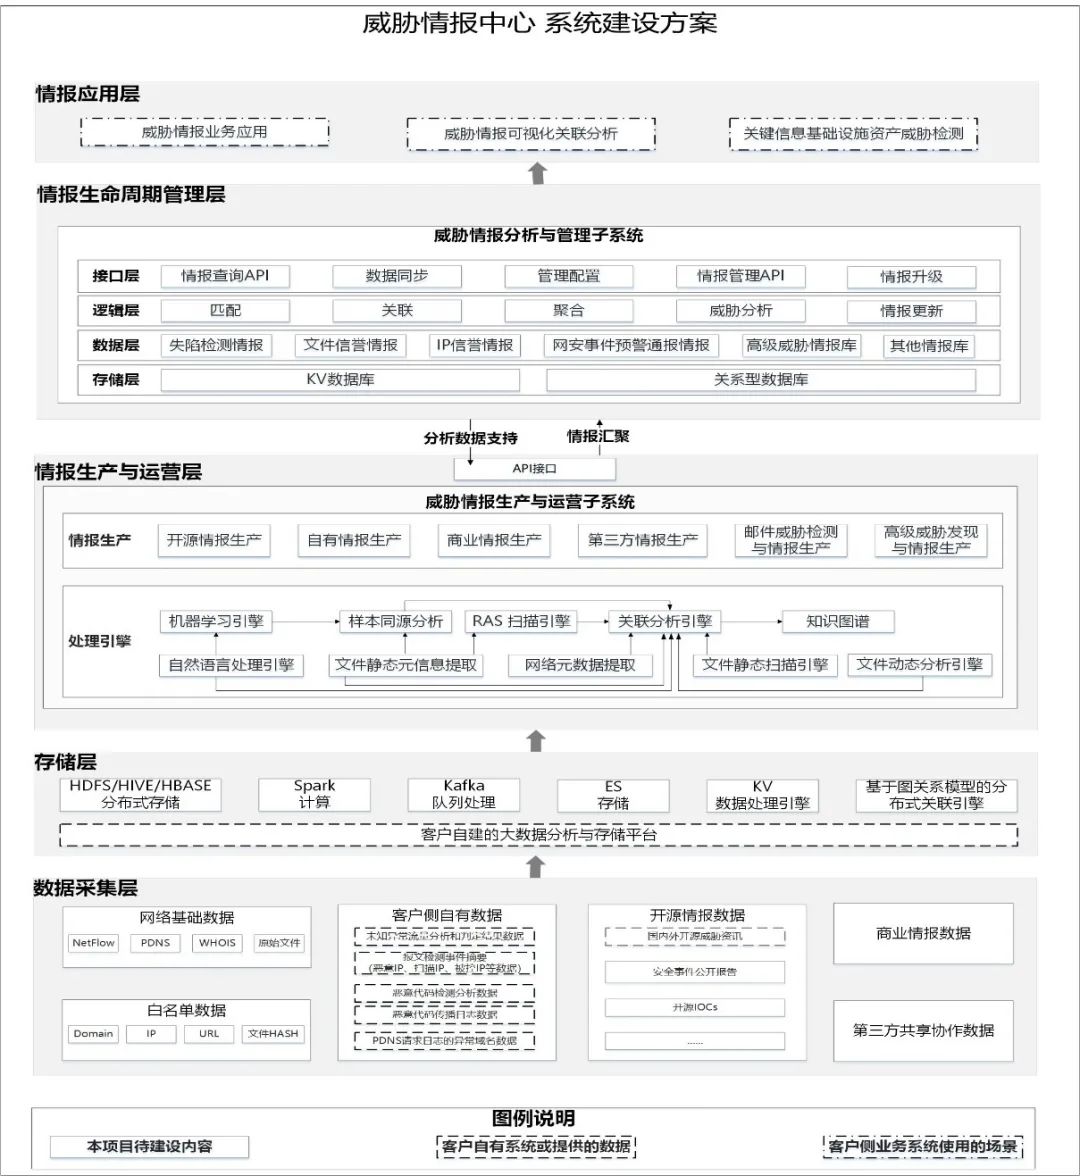 威胁情报中心 系统建设方案
情报应用层
威胁情报业务应用
威胁情报可视化关联分析
关键信息基础设施资产威胁检测
情报生命周期管理层
威胁情报分析与管理子系统
接口层 情报查询API 数据同步 管理配置 情报管理API 情报升级
逻辑层 匹配 关联 聚合 威胁分析 情报更新
数据层 失陷检测情报 文件信誉情报 IP信誉情报 网安事件预警通报情报 高级威胁情报库 其他情报库
存储层 KV数据库 关系型数据库
分析数据支持 情报汇聚
API接口
情报生产与运营层
威胁情报生产与运营子系统
情报生产 开源情报生产 自有情报生产 商业情报生产 第三方情报生产
邮件威胁检测
与情报生产
高级威胁发现
与情报生产
处理引擎
机器学习引擎 样本同源分析 RAS 扫描引擎 关联分析引擎 知识图谱
自然语言处理引擎 文件静态元信息提取 网络元数据提取 文件静态扫描引擎 文件动态分析引擎
存储层
HDFS/HIVE/HBASE
分布式存储
Spark
计算
Kafka
队列处理
ES
存储
KV
数据处理引擎
基于图关系模型的分
布式关联引擎
客户自建的大数据分析与存储平台
数据采集层
网络基础数据
NetFlow PDNS WHOIS 原始文件
白名单数据
Domain IP URL 文件HASH
客户侧自有数据
未知异常流量分析和判定结果数据
报文检测事件摘要
(恶意IP、扫描IP、被控IP等数据)
恶意代码检测分析数据
恶意代码传播日志数据
PDNS请求日志的异常域名数据
开源情报数据
国内外开源威胁资讯
安全事件公开报告
开源IOCs
......
商业情报数据
第三方共享协作数据
图例说明
本项目待建设内容
客户自有系统或提供的数据
客户侧业务系统使用的场景